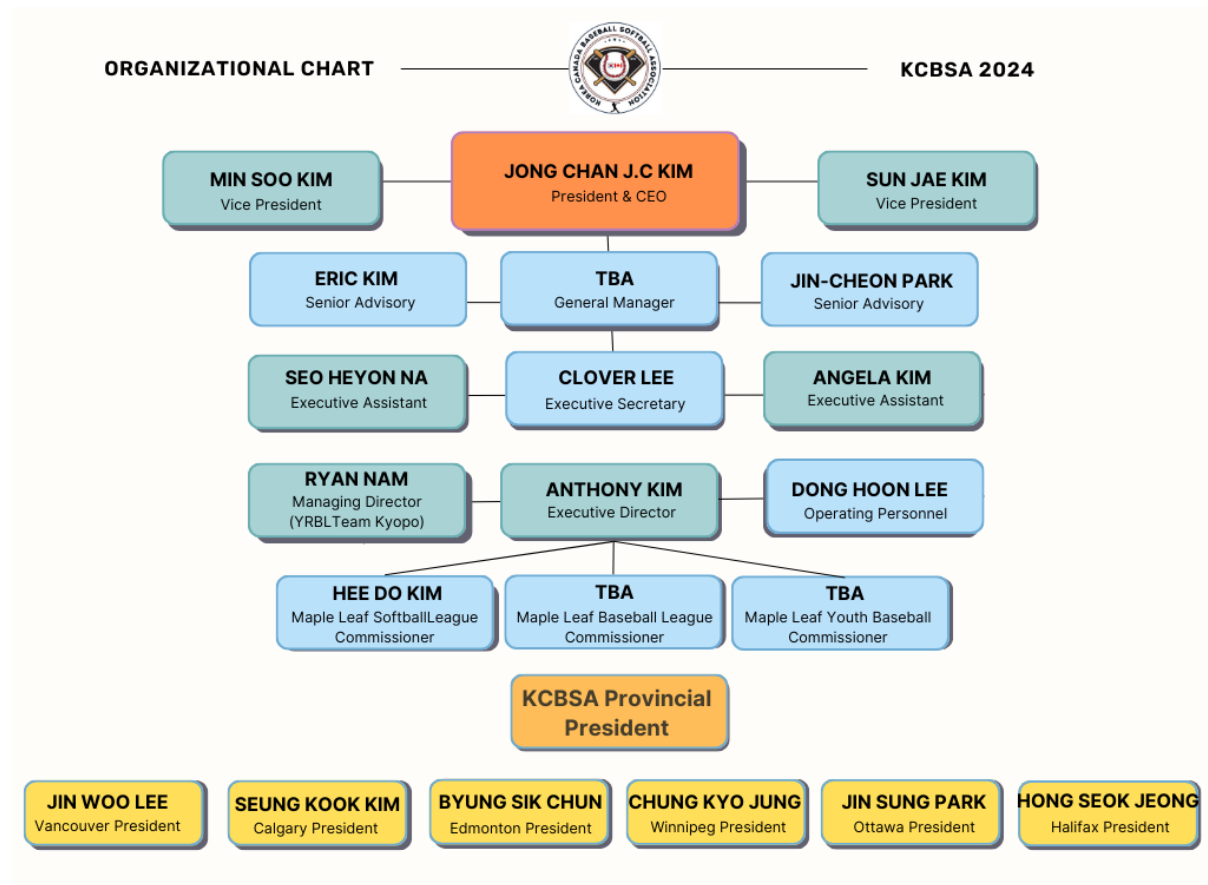 ORGANIZATIONAL CHART
KOREA CANADA BASEBALL SOFTBALL ASSOCIATION
KCBSA 2024
MIN SOO KIM
Vice President
JONG CHAN J.C KIM
President & CEO
SUN JAE KIM
Vice President
ERIC KIM
Senior Advisory
TBA
General Manager
JIN-CHEON PARK
Senior Advisory
SEO HEYON NA
Executive Assistant
CLOVER LEE
Executive Secretary
ANGELA KIM
Executive Assistant
RYAN NAM
Managing Director
(YRBLTeam Kyopo)
ANTHONY KIM
Executive Director
DONG HOON LEE
Operating Personnel
HEE DO KIM
Maple Leaf SoftballLeague
Commissioner
TBA
Maple Leaf Baseball League
Commissioner
TBA
Maple Leaf Youth Baseball
Commissioner
KCBSA Provincial
President
JIN WOO LEE
Vancouver President
SEUNG KOOK KIM
Calgary President
BYUNG SIK CHUN
Edmonton President
CHUNG KYO JUNG
Winnipeg President
JIN SUNG PARK
Ottawa President
HONG SEOK JEONG
Halifax President